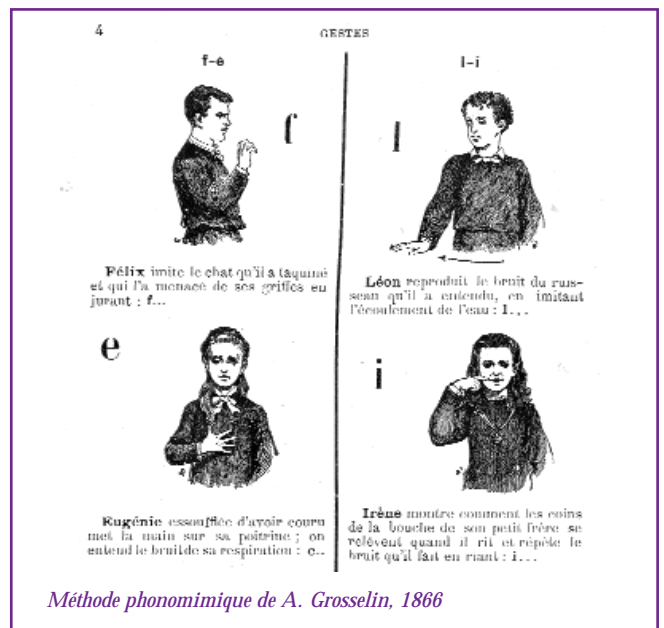 4
GESTES
f-e
f
Félix imite le chat qu'il a taquiné
et qui l'a menacé de ses griffes en
jurant : f...
e
Eugénie essoufflée d'avoir couru
met la main sur sa poitrine ; on
entend le bruit de sa respiration : e..
l-i
l
Léon reproduit le bruit du ruis-
seau qu'il a entendu, en imitant
l'écoulement de l'eau : l...
i
Irène montre comment les coins
de la bouche de son petit frère se
relèvent quand il rit et répète le
bruit qu'il fait en riant : i...
Méthode phonomimique de A. Grosselin, 1866